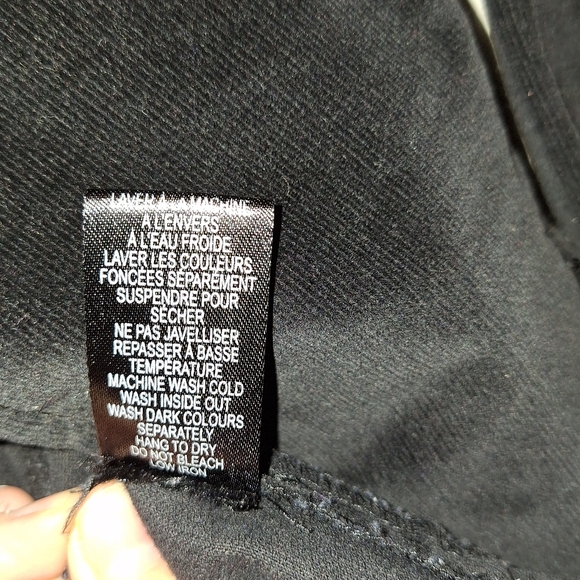 LAVER À LA MACHINE
À L'ENVERS
À L'EAU FROIDE
LAVER LES COULEURS
FONCÉES SÉPARÉMENT
SUSPENDRE POUR
SÉCHER
NE PAS JAVELLISER
REPASSER À BASSE
TEMPÉRATURE
MACHINE WASH COLD
WASH INSIDE OUT
WASH DARK COLOURS
SEPARATELY
HANG TO DRY
DO NOT BLEACH
LOW IRON